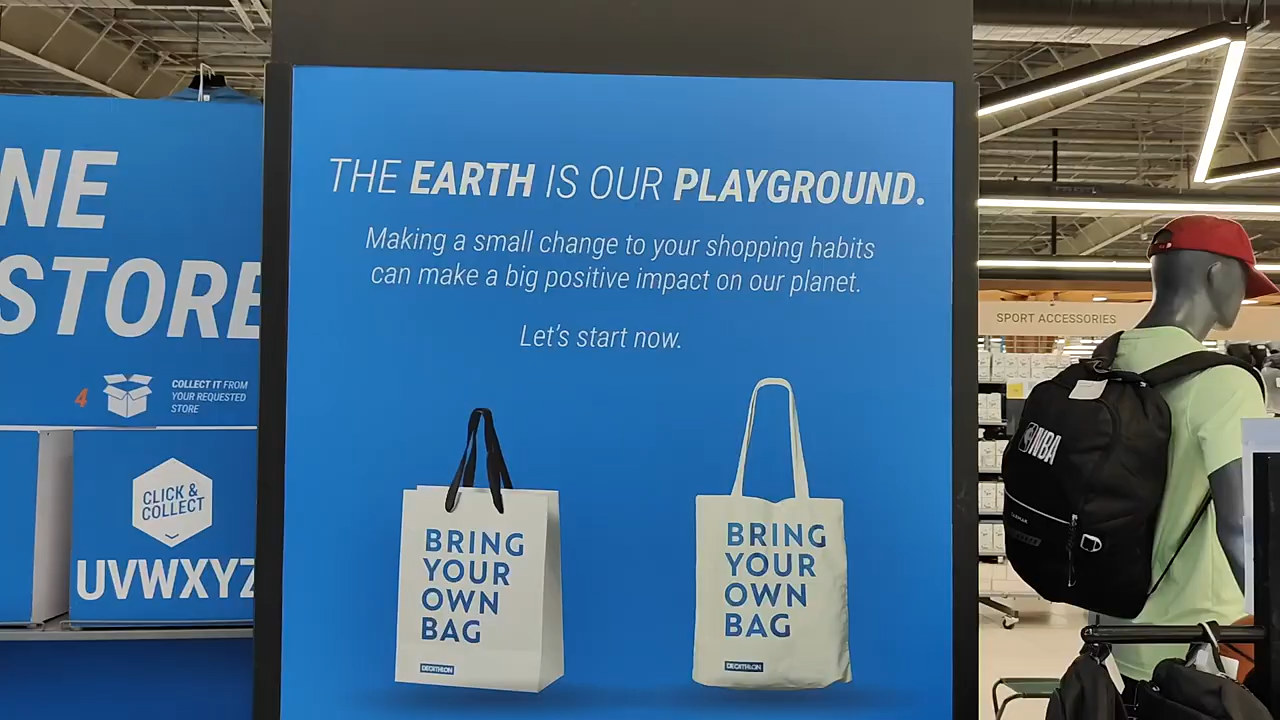 NE
STORE
4
COLLECT IT FROM
YOUR REQUESTED
STORE
CLICK &
COLLECT
UVWXYZ
THE EARTH IS OUR PLAYGROUND.
Making a small change to your shopping habits
can make a big positive impact on our planet.
Let's start now.
BRING
YOUR
OWN
BAG
DECATHLON
BRING
YOUR
OWN
BAG
DECATHLON
SPORT ACCESSORIES
NBA